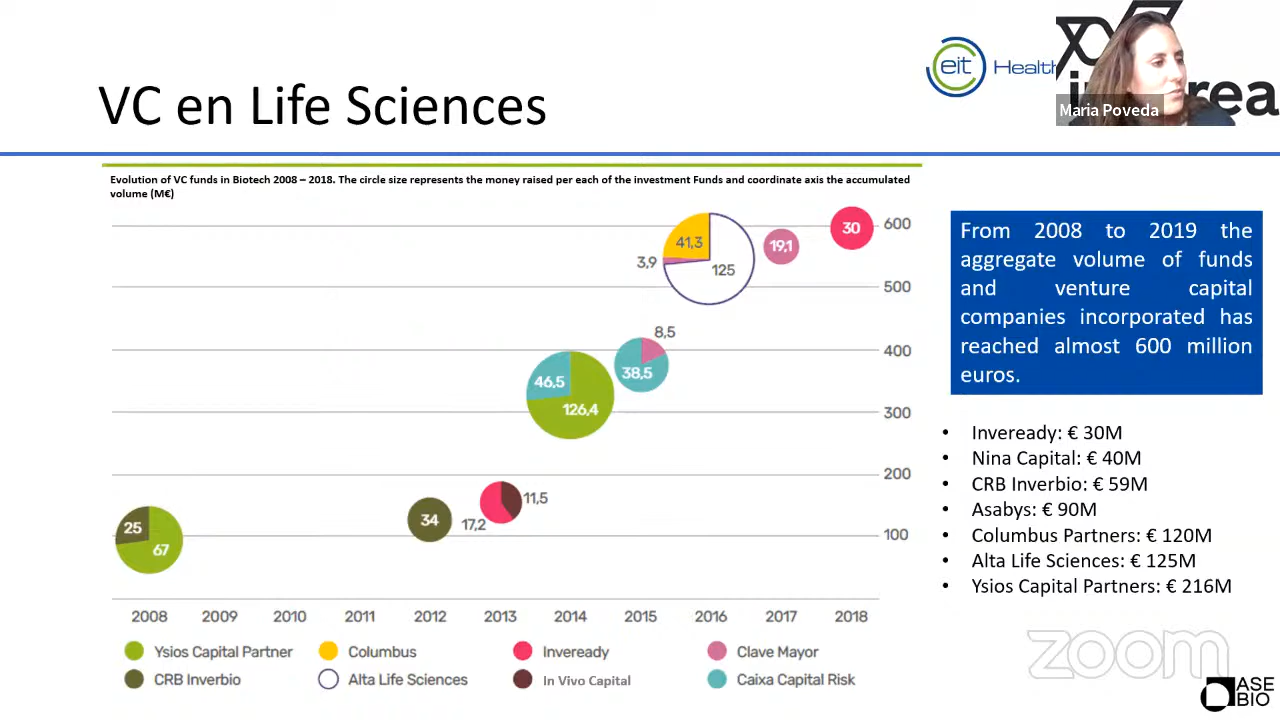 eit Health
Maria Poveda
VC en Life Sciences
Evolution of VC funds in Biotech 2008 – 2018. The circle size represents the money raised per each of the investment Funds and coordinate axis the accumulated
volume (M€)
600
500
400
300
200
100
25
67
34
17,2
11,5
46,5
126,4
8,5
38,5
41,3
3,9
125
19,1
30
2008 2009 2010 2011 2012 2013 2014 2015 2016 2017 2018
Ysios Capital Partner Columbus Inveready Clave Mayor
CRB Inverbio Alta Life Sciences In Vivo Capital Caixa Capital Risk
From 2008 to 2019 the
aggregate volume of funds
and venture capital
companies incorporated has
reached almost 600 million
euros.
• Inveready: € 30M
• Nina Capital: € 40M
• CRB Inverbio: € 59M
• Asabys: € 90M
• Columbus Partners: € 120M
• Alta Life Sciences: € 125M
• Ysios Capital Partners: € 216M
zoom
ASE
BIO